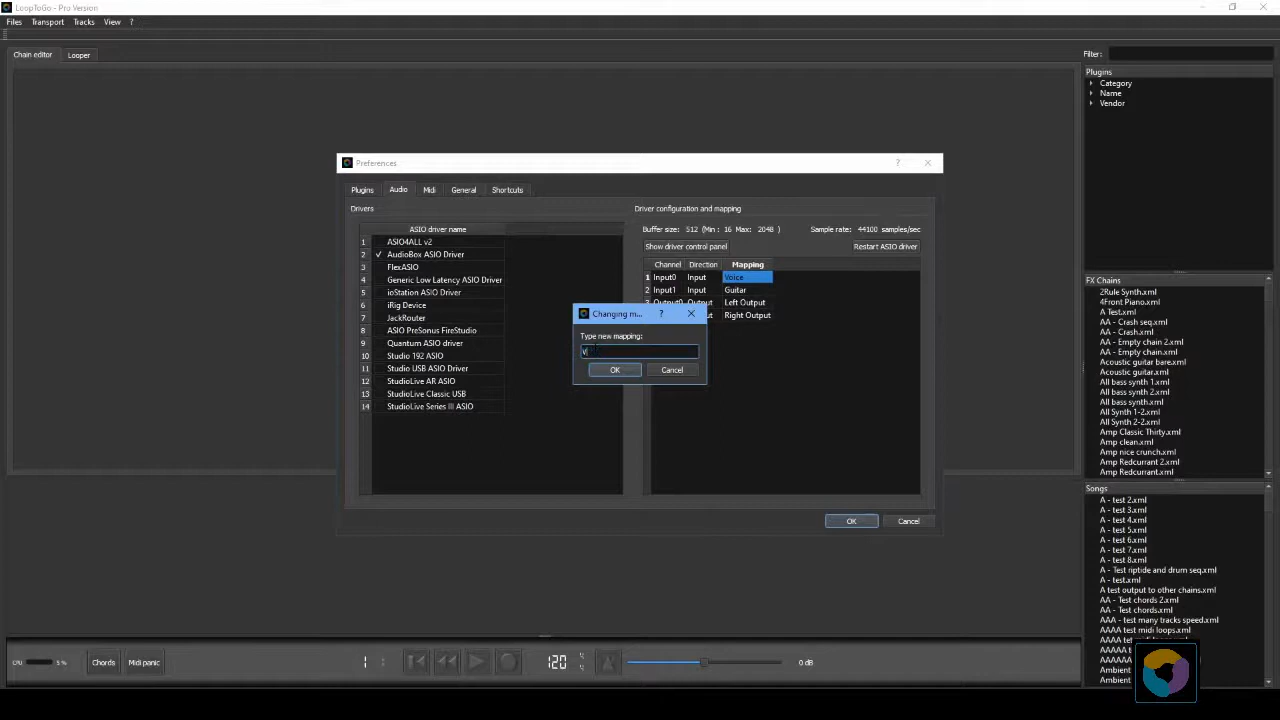 LoopToGo - Pro Version
Files Transport Tracks View ?
Chain editor Looper
Filter:
Plugins
Category
Name
Vendor
Preferences
Plugins Audio Midi General Shortcuts
Drivers
ASIO driver name
1 ASIO4ALL v2
2 ✓ AudioBox ASIO Driver
3 FlexASIO
4 Generic Low Latency ASIO Driver
5 ioStation ASIO Driver
6 iRig Device
7 JackRouter
8 ASIO PreSonus FireStudio
9 Quantum ASIO driver
10 Studio 192 ASIO
11 Studio USB ASIO Driver
12 StudioLive AR ASIO
13 StudioLive Classic USB
14 StudioLive Series III ASIO
Driver configuration and mapping
Buffer size: 512 (Min: 16 Max: 2048 ) Sample rate: 44100 samples/sec
Show driver control panel Restart ASIO driver
Channel Direction Mapping
1 Input0 Input Voice
2 Input1 Input Guitar
3 Output0 Output Left Output
Right Output
Changing m... ?
Type new mapping:
V
OK Cancel
OK Cancel
FX Chains
2Rule Synth.xml
4Front Piano.xml
A Test.xml
AA - Crash seq.xml
AA - Crash.xml
AA - Empty chain 2.xml
AA - Empty chain.xml
Acoustic guitar bare.xml
Acoustic guitar.xml
All bass synth 1.xml
All bass synth 2.xml
All bass synth.xml
All Synth 1-2.xml
All Synth 2-2.xml
Amp Classic Thirty.xml
Amp clean.xml
Amp nice crunch.xml
Amp Redcurrant 2.xml
Amp Redcurrant.xml
Songs
A - test 2.xml
A - test 3.xml
A - test 4.xml
A - test 5.xml
A - test 6.xml
A - test 7.xml
A - test 8.xml
A - Test riptide and drum seq.xml
A - test.xml
A test output to other chains.xml
AA - Test chords 2.xml
AA - Test chords.xml
AAA - test many tracks speed.xml
AAAA test midi loops.xml
AAAAA
AAAAAA
Ambient
Ambient
CPU 5 % Chords Midi panic 1 : 120 4 4 0 dB